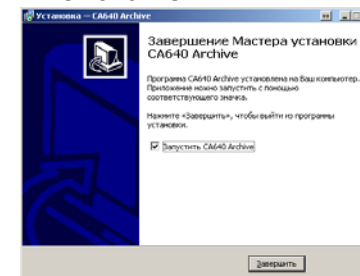 Установка — CA640 Archive
Завершение Мастера установки
CA640 Archive
Программа CA640 Archive установлена на Ваш компьютер.
Приложение можно запустить с помощью
соответствующего значка.
Нажмите «Завершить», чтобы выйти из программы
установки.
Запустить CA640 Archive
Завершить